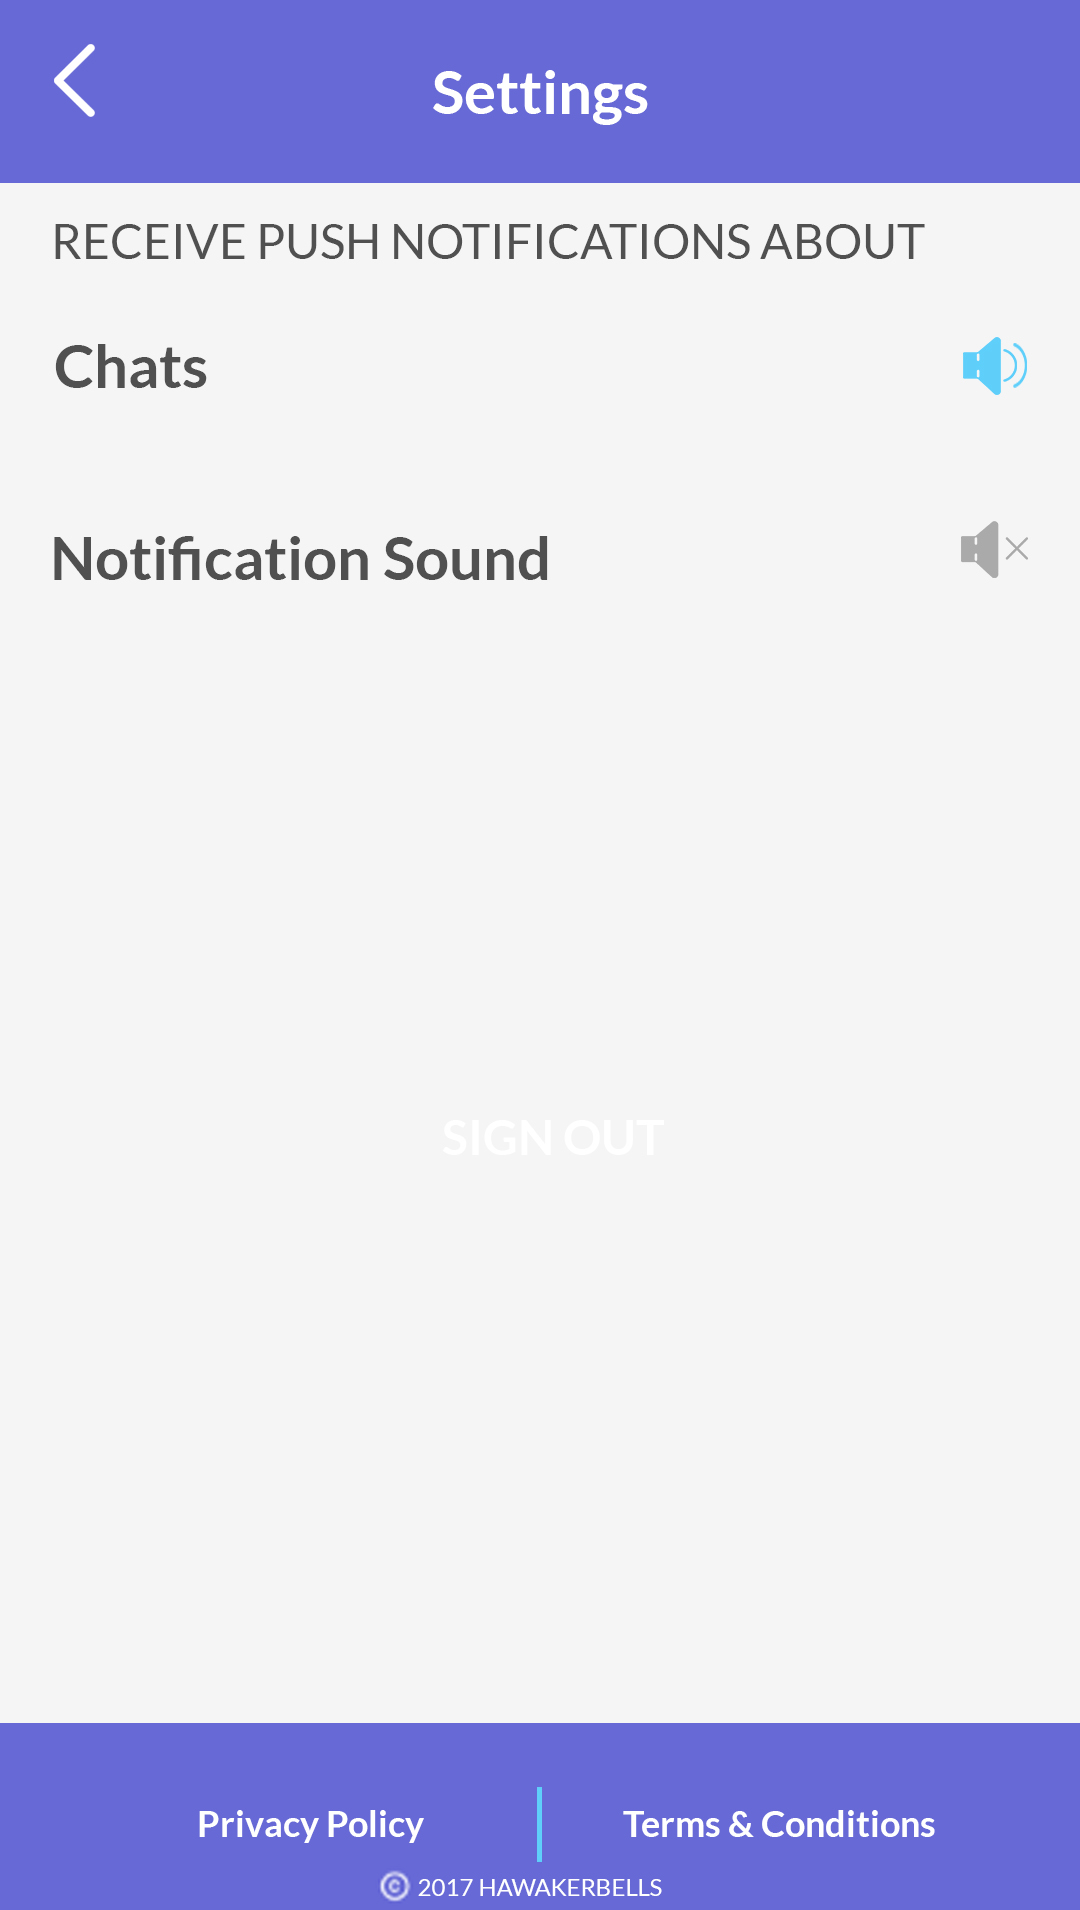 Settings
RECEIVE PUSH NOTIFICATIONS ABOUT
Chats
Notification Sound
SIGN OUT
Privacy Policy
Terms & Conditions
© 2017 HAWAKERBELLS